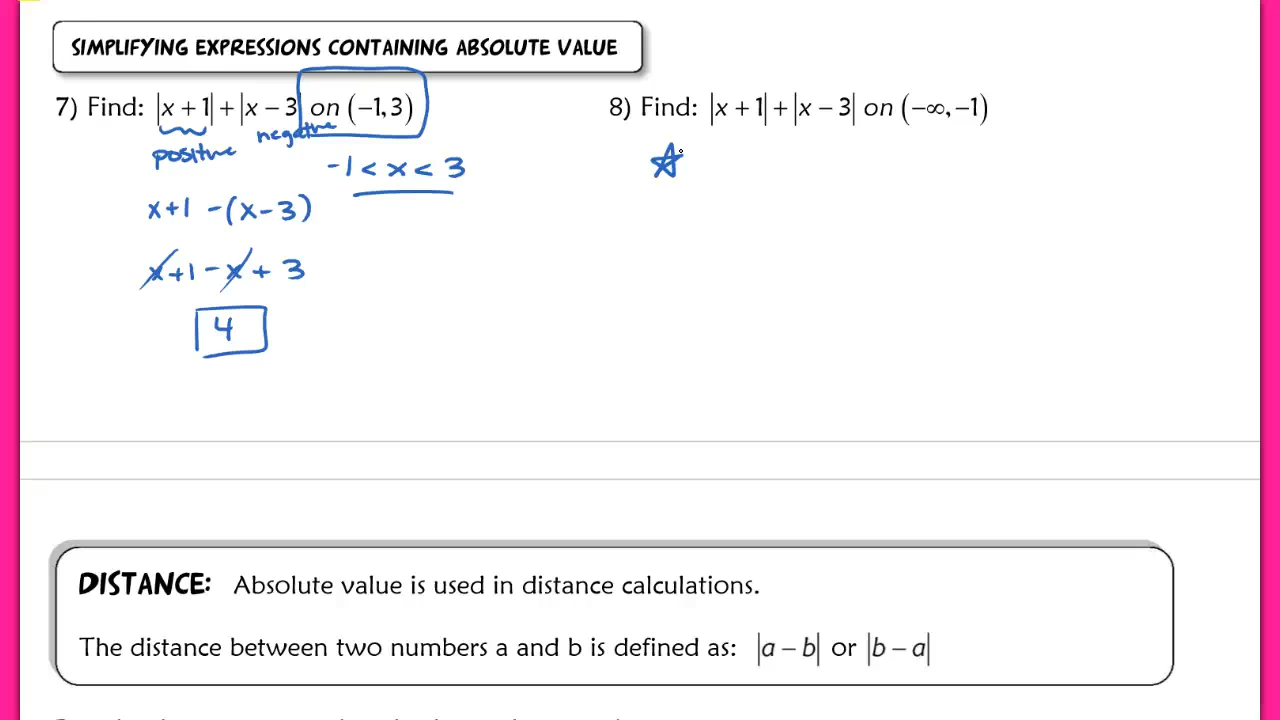 SIMPLIFYING EXPRESSIONS CONTAINING ABSOLUTE VALUE
7) Find: |x + 1| + |x − 3| on (−1, 3)
positive
negative
-1 < x < 3
x+1 -(x-3)
x+1 - x + 3
4
8) Find: |x + 1| + |x − 3| on (−∞, −1)
DISTANCE: Absolute value is used in distance calculations.
The distance between two numbers a and b is defined as: |a − b| or |b − a|